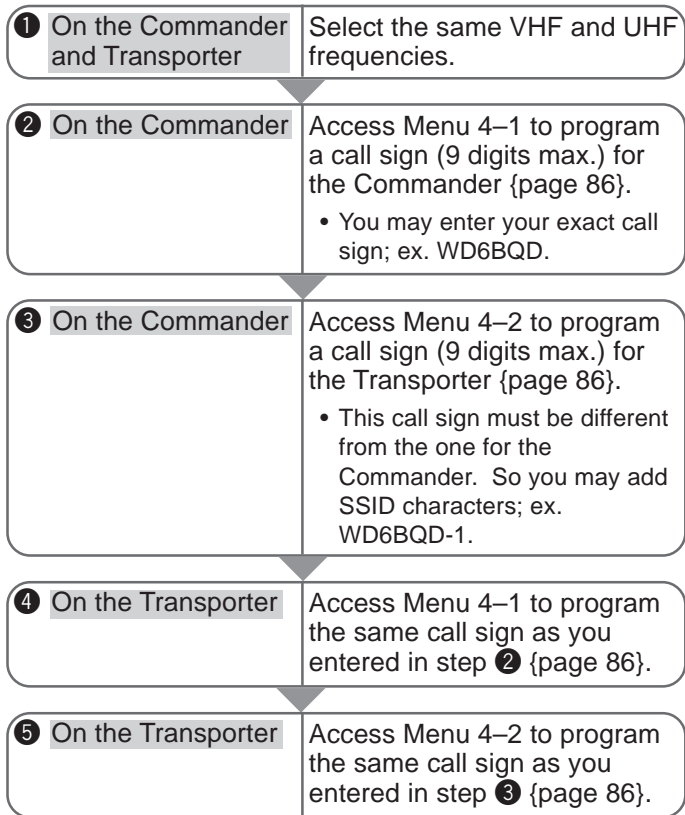 ❶ On the Commander and Transporter
Select the same VHF and UHF
frequencies.
❷ On the Commander
Access Menu 4–1 to program
a call sign (9 digits max.) for
the Commander {page 86}.
• You may enter your exact call
sign; ex. WD6BQD.
❸ On the Commander
Access Menu 4–2 to program
a call sign (9 digits max.) for
the Transporter {page 86}.
• This call sign must be different
from the one for the
Commander. So you may add
SSID characters; ex.
WD6BQD-1.
❹ On the Transporter
Access Menu 4–1 to program
the same call sign as you
entered in step ❷ {page 86}.
❺ On the Transporter
Access Menu 4–2 to program
the same call sign as you
entered in step ❸ {page 86}.